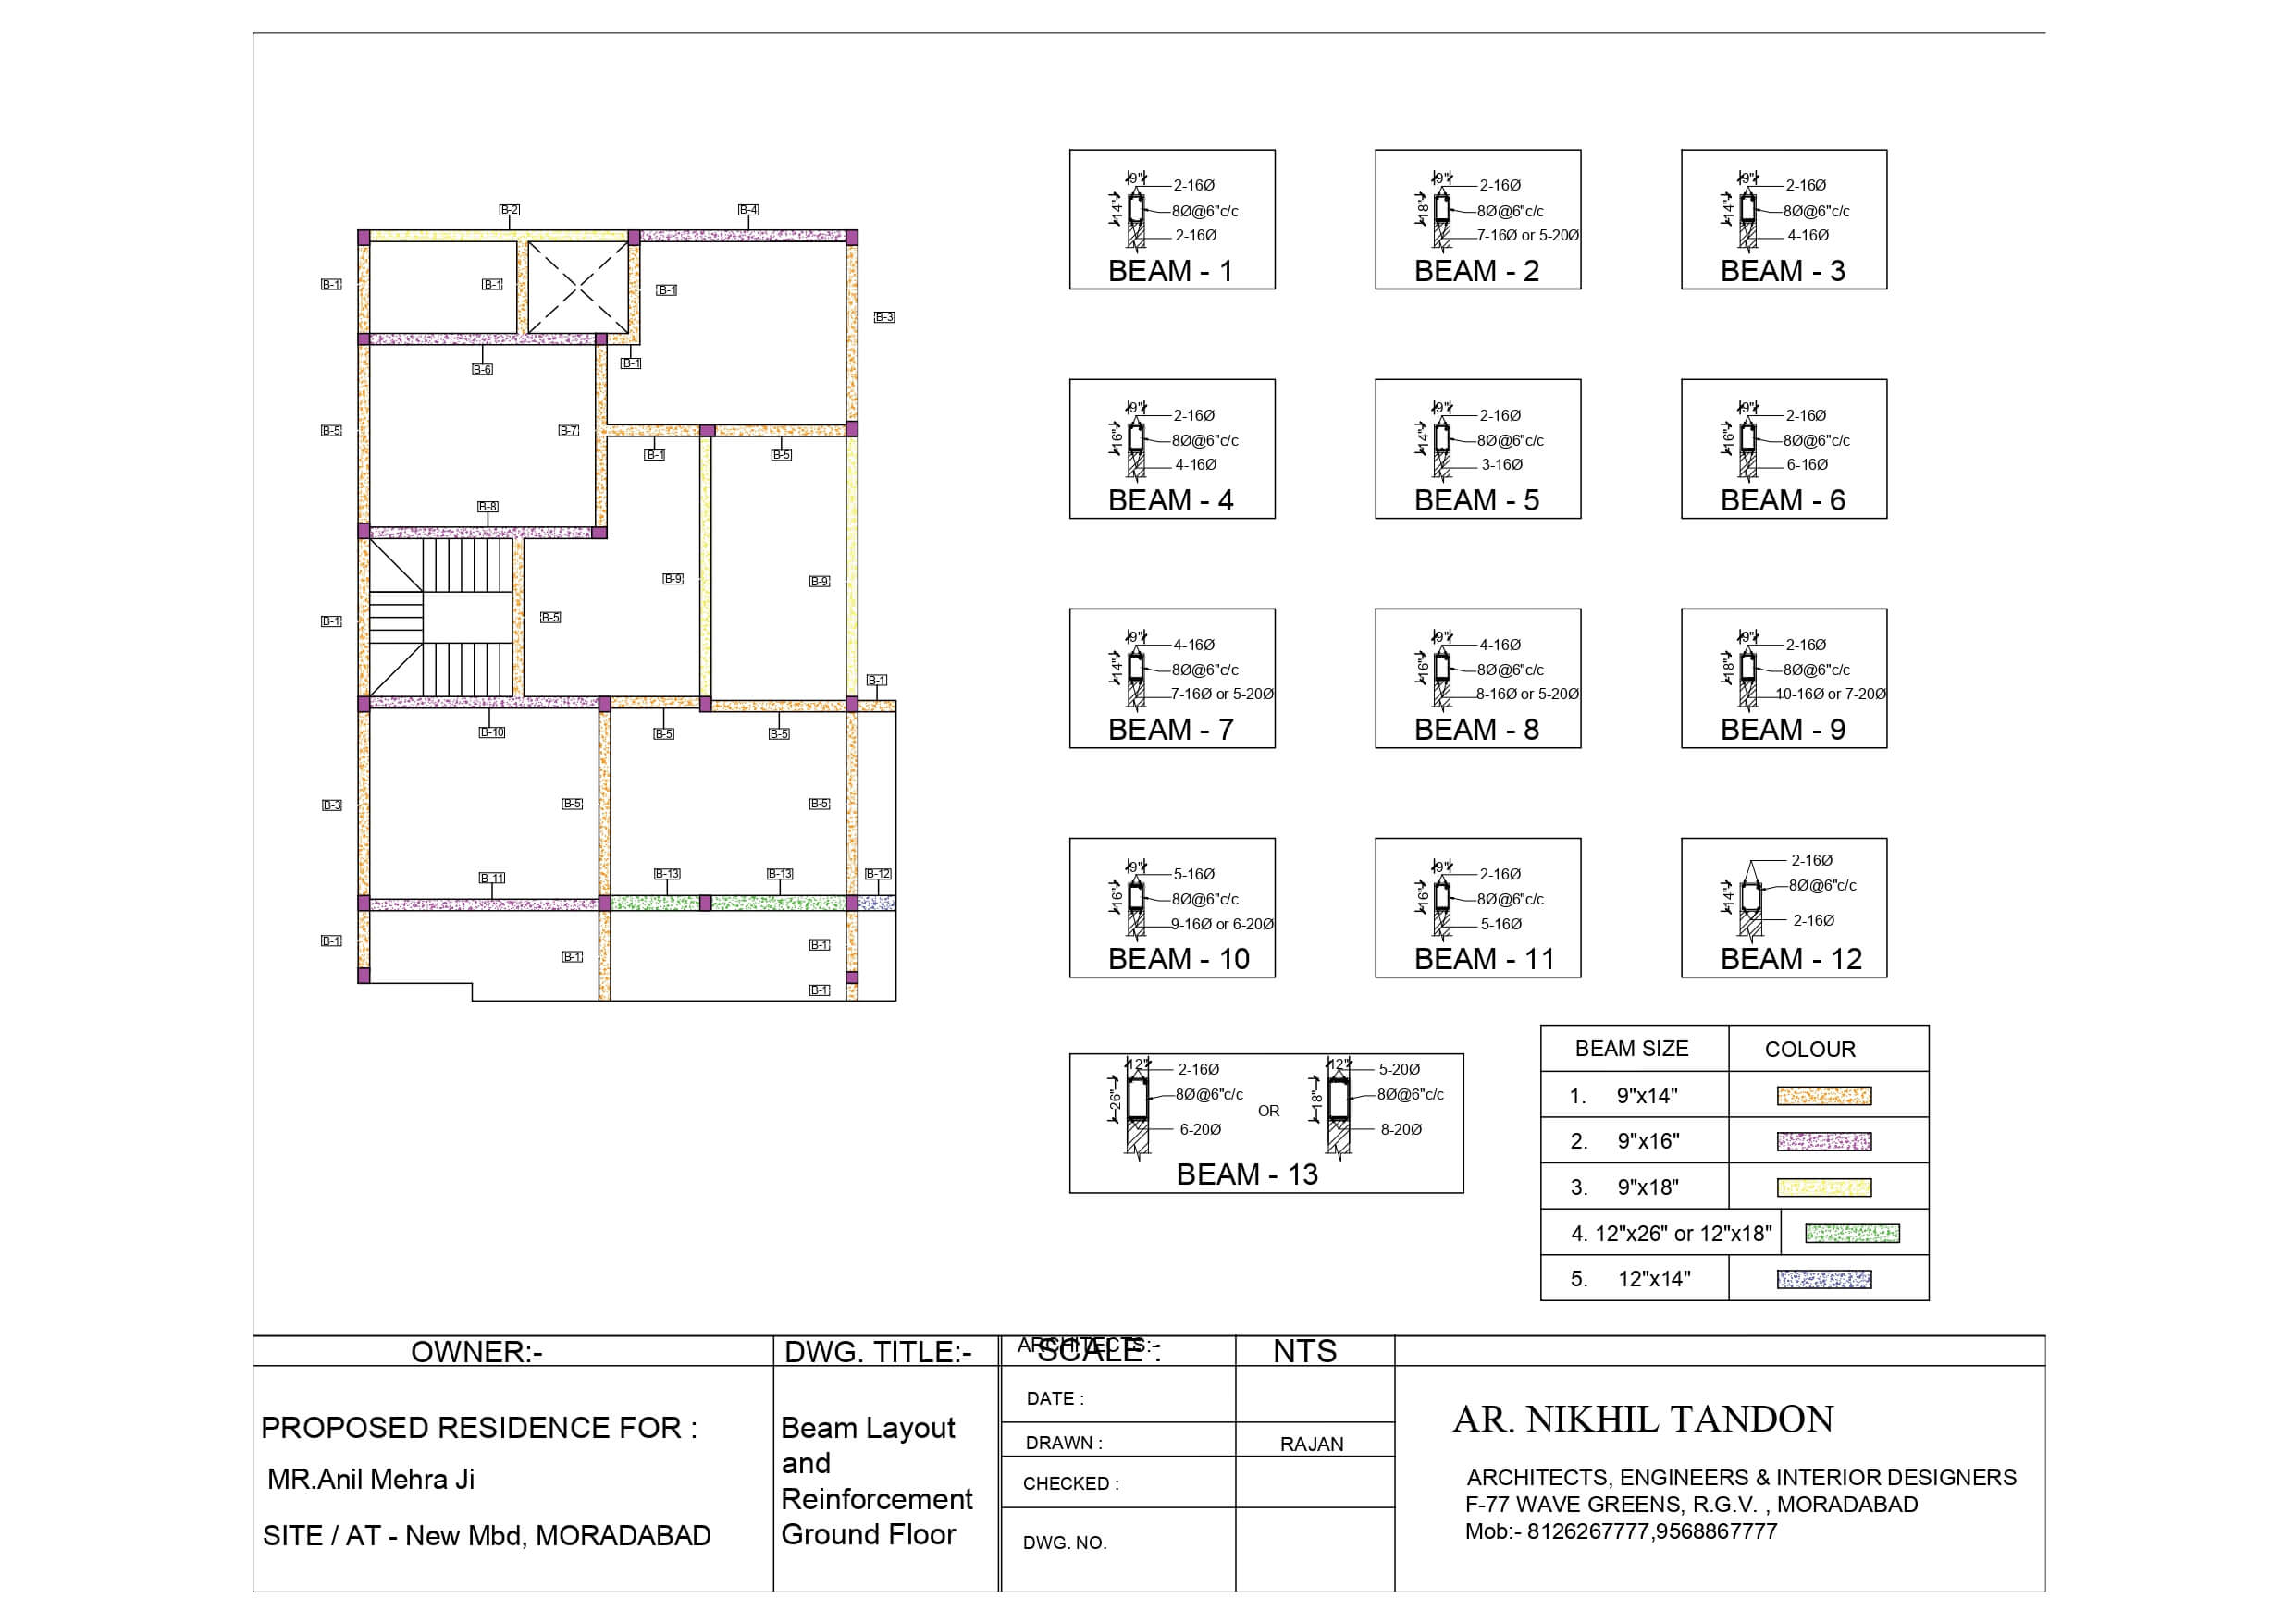 B-2
B-4
B-1
B-1
B-1
B-3
B-6
B-1
B-5
B-7
B-1
B-5
B-8
B-9
B-9
B-1
B-5
B-1
B-10
B-5
B-5
B-3
B-5
B-5
B-11
B-13
B-13
B-12
B-1
B-1
B-1
B-1
9"
14"
2-16Ø
8Ø@6"c/c
2-16Ø
BEAM - 1
9"
18"
2-16Ø
8Ø@6"c/c
7-16Ø or 5-20Ø
BEAM - 2
9"
14"
2-16Ø
8Ø@6"c/c
4-16Ø
BEAM - 3
9"
16"
2-16Ø
8Ø@6"c/c
4-16Ø
BEAM - 4
9"
14"
2-16Ø
8Ø@6"c/c
3-16Ø
BEAM - 5
9"
16"
2-16Ø
8Ø@6"c/c
6-16Ø
BEAM - 6
9"
14"
4-16Ø
8Ø@6"c/c
7-16Ø or 5-20Ø
BEAM - 7
9"
16"
4-16Ø
8Ø@6"c/c
8-16Ø or 5-20Ø
BEAM - 8
9"
18"
2-16Ø
8Ø@6"c/c
10-16Ø or 7-20Ø
BEAM - 9
9"
16"
5-16Ø
8Ø@6"c/c
9-16Ø or 6-20Ø
BEAM - 10
9"
16"
2-16Ø
8Ø@6"c/c
5-16Ø
BEAM - 11
14"
2-16Ø
8Ø@6"c/c
2-16Ø
BEAM - 12
12"
26"
2-16Ø
8Ø@6"c/c
6-20Ø
OR
12"
18"
5-20Ø
8Ø@6"c/c
8-20Ø
BEAM - 13
BEAM SIZE COLOUR
1. 9"x14"
2. 9"x16"
3. 9"x18"
4. 12"x26" or 12"x18"
5. 12"x14"
OWNER:-
PROPOSED RESIDENCE FOR :
MR.Anil Mehra Ji
SITE / AT - New Mbd, MORADABAD
DWG. TITLE:-
Beam Layout
and
Reinforcement
Ground Floor
ARCHITECTS:-
SCALE : NTS
DATE :
DRAWN : RAJAN
CHECKED :
DWG. NO.
AR. NIKHIL TANDON
ARCHITECTS, ENGINEERS & INTERIOR DESIGNERS
F-77 WAVE GREENS, R.G.V. , MORADABAD
Mob:- 8126267777,9568867777